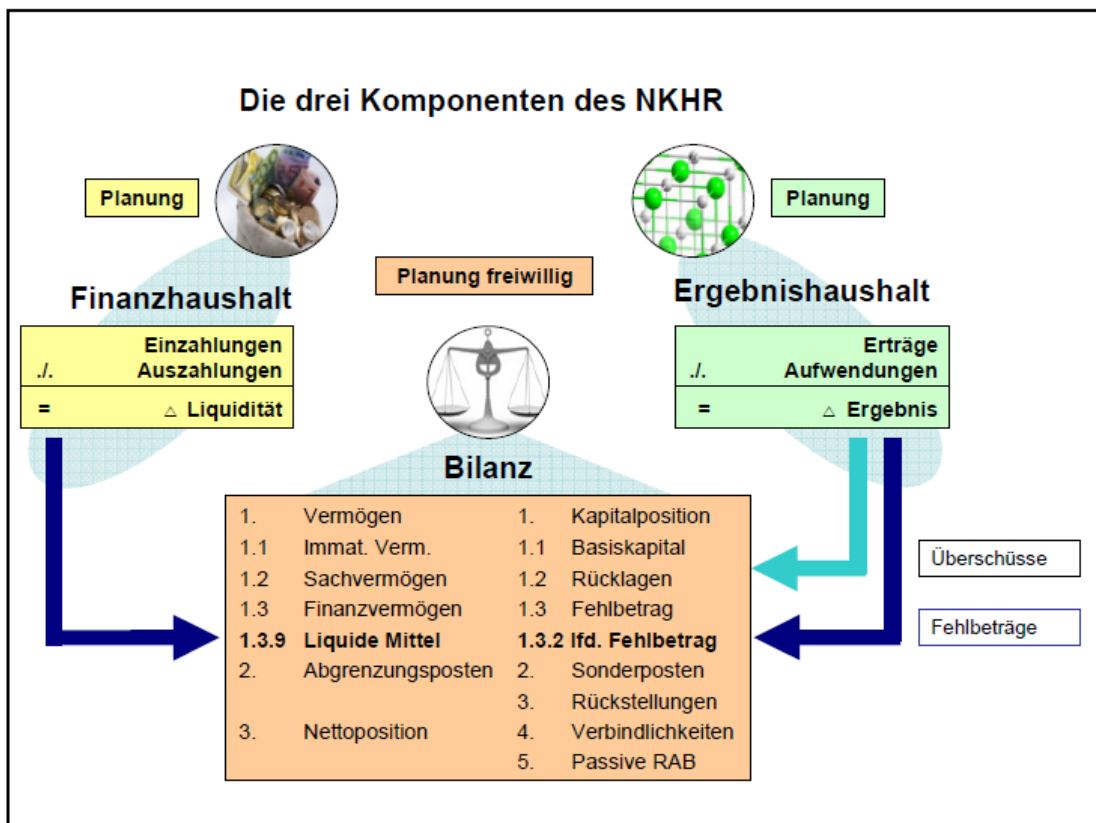 Die drei Komponenten des NKHR
Planung
Planung
Planung freiwillig
Finanzhaushalt
Einzahlungen
./. Auszahlungen
= △ Liquidität
Ergebnishaushalt
Erträge
./. Aufwendungen
= △ Ergebnis
Bilanz
1. Vermögen 1. Kapitalposition
1.1 Immat. Verm. 1.1 Basiskapital
1.2 Sachvermögen 1.2 Rücklagen
1.3 Finanzvermögen 1.3 Fehlbetrag
1.3.9 Liquide Mittel 1.3.2 lfd. Fehlbetrag
2. Abgrenzungsposten 2. Sonderposten
3. Rückstellungen
3. Nettoposition 4. Verbindlichkeiten
5. Passive RAB
Überschüsse
Fehlbeträge